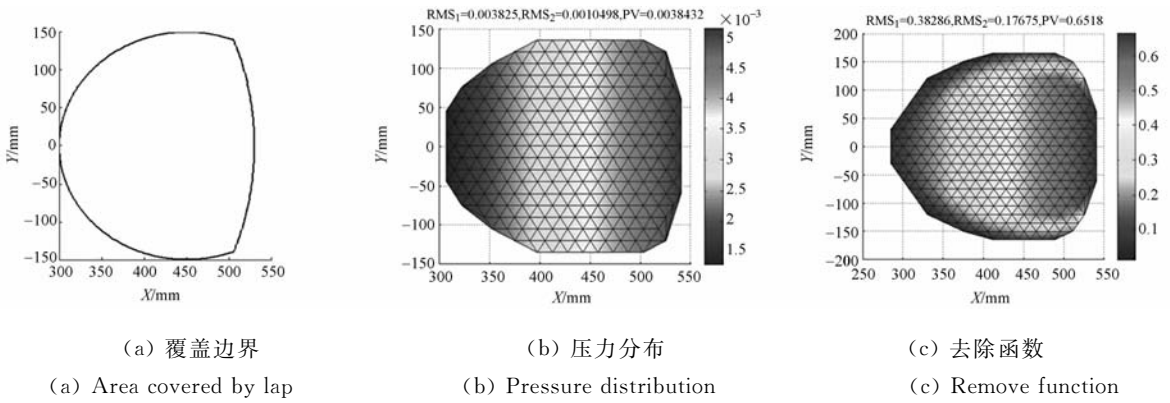 150
100
50
0
−50
−100
−150
300 350 400 450 500 550
Y/mm
X/mm
RMS₁=0.003825,RMS₂=0.0010498,PV=0.0038432
×10⁻³
150
100
50
0
−50
−100
−150
300 350 400 450 500 550
Y/mm
X/mm
5
4.5
4
3.5
3
2.5
2
1.5
RMS₁=0.38286,RMS₂=0.17675,PV=0.6518
200
150
100
50
0
−50
−100
−150
−200
250 300 350 400 450 500 550
Y/mm
X/mm
0.6
0.5
0.4
0.3
0.2
0.1
(a) 覆盖边界
(b) 压力分布
(c) 去除函数
(a) Area covered by lap
(b) Pressure distribution
(c) Remove function